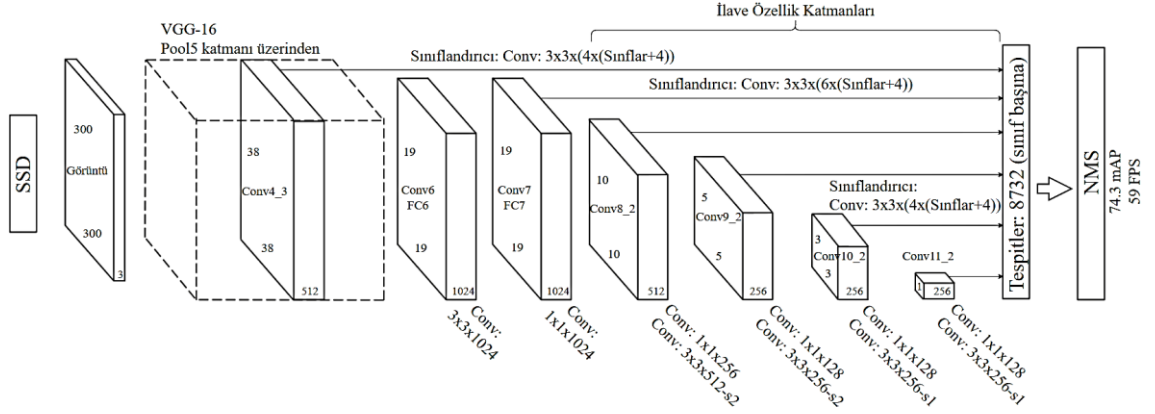 İlave Özellik Katmanları
VGG-16
Pool5 katmanı üzerinden
Sınıflandırıcı: Conv: 3x3x(4x(Sınflar+4))
Sınıflandırıcı: Conv: 3x3x(6x(Sınflar+4))
SSD
300
Görüntü
300
3
38
Conv4_3
38
512
19
Conv6
FC6
19
1024
19
Conv7
FC7
19
1024
10
Conv8_2
10
512
5
Conv9_2
5
256
Sınıflandırıcı:
Conv: 3x3x(4x(Sınflar+4))
3
Conv10_2
3
256
Conv11_2
1
256
Conv:
3x3x1024
Conv:
1x1x1024
Conv: 1x1x256
Conv: 3x3x512-s2
Conv: 1x1x128
Conv: 3x3x256-s2
Conv: 1x1x128
Conv: 3x3x256-s1
Conv: 1x1x128
Conv: 3x3x256-s1
Tespitler: 8732 (sınıf başına)
NMS
74.3 mAP
59 FPS